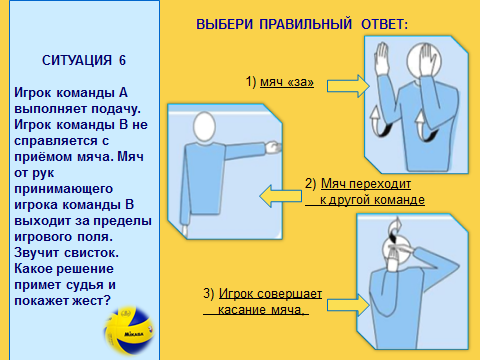 ВЫБЕРИ ПРАВИЛЬНЫЙ ОТВЕТ:
СИТУАЦИЯ 6
Игрок команды А
выполняет подачу.
Игрок команды В не
справляется с
приёмом мяча. Мяч
от рук
принимающего
игрока команды В
выходит за пределы
игрового поля.
Звучит свисток.
Какое решение
примет судья и
покажет жест?
MIKASA
1) мяч «за»
2) Мяч переходит
к другой команде
3) Игрок совершает
касание мяча,